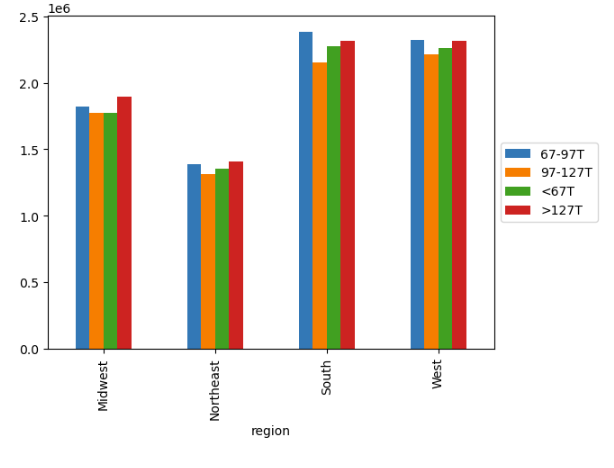 1e6
2.5
2.0
1.5
1.0
0.5
0.0
67-97T
97-127T
<67T
>127T
Midwest
Northeast
South
West
region